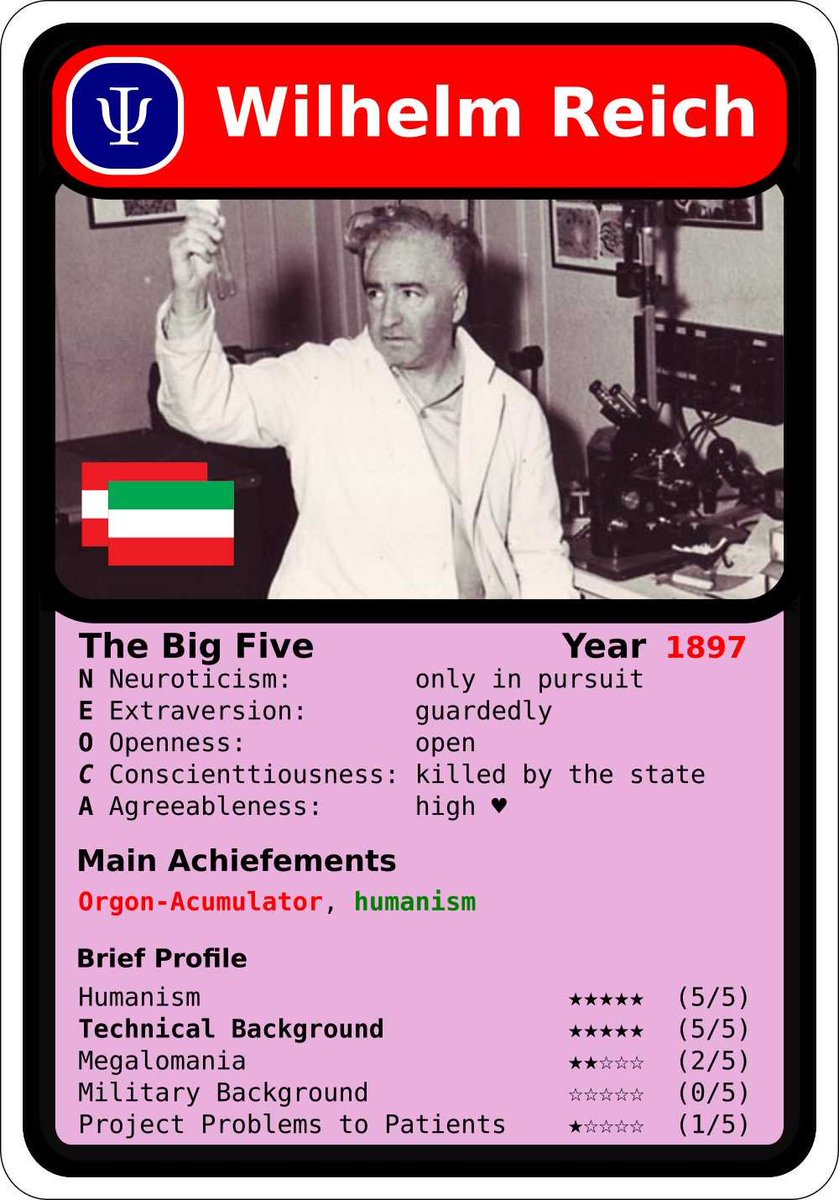 Ψ Wilhelm Reich
The Big Five Year 1897
N Neuroticism: only in pursuit
E Extraversion: guardedly
O Openness: open
C Conscienttiousness: killed by the state
A Agreeableness: high ♥
Main Achiefements
Orgon-Acumulator, humanism
Brief Profile
Humanism ★★★★★ (5/5)
Technical Background ★★★★★ (5/5)
Megalomania ★★☆☆☆ (2/5)
Military Background ☆☆☆☆☆ (0/5)
Project Problems to Patients ★☆☆☆☆ (1/5)